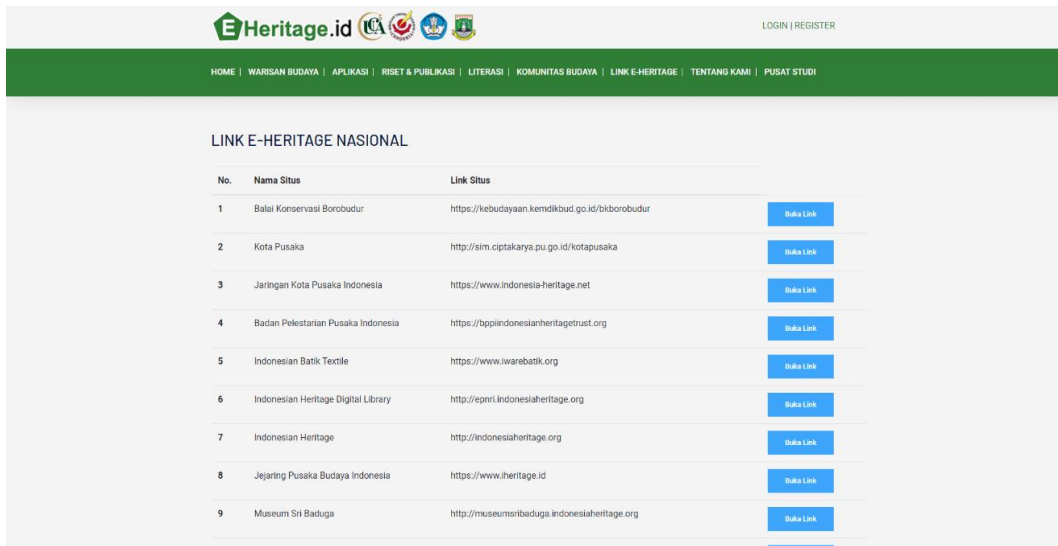 EHeritage.id
LOGIN | REGISTER
HOME | WARISAN BUDAYA | APLIKASI | RISET & PUBLIKASI | LITERASI | KOMUNITAS BUDAYA | LINK E-HERITAGE | TENTANG KAMI | PUSAT STUDI
LINK E-HERITAGE NASIONAL
No. Nama Situs Link Situs
1 Balai Konservasi Borobudur https://kebudayaan.kemdikbud.go.id/bkborobudur Buka Link
2 Kota Pusaka http://sim.ciptakarya.pu.go.id/kotapusaka Buka Link
3 Jaringan Kota Pusaka Indonesia https://www.indonesia-heritage.net Buka Link
4 Badan Pelestarian Pusaka Indonesia https://bppiindonesianheritagetrust.org Buka Link
5 Indonesian Batik Textile https://www.iwarebatik.org Buka Link
6 Indonesian Heritage Digital Library http://epnri.indonesiaheritage.org Buka Link
7 Indonesian Heritage http://indonesiaheritage.org Buka Link
8 Jejaring Pusaka Budaya Indonesia https://www.iheritage.id Buka Link
9 Museum Sri Baduga http://museumsribaduga.indonesiaheritage.org Buka Link